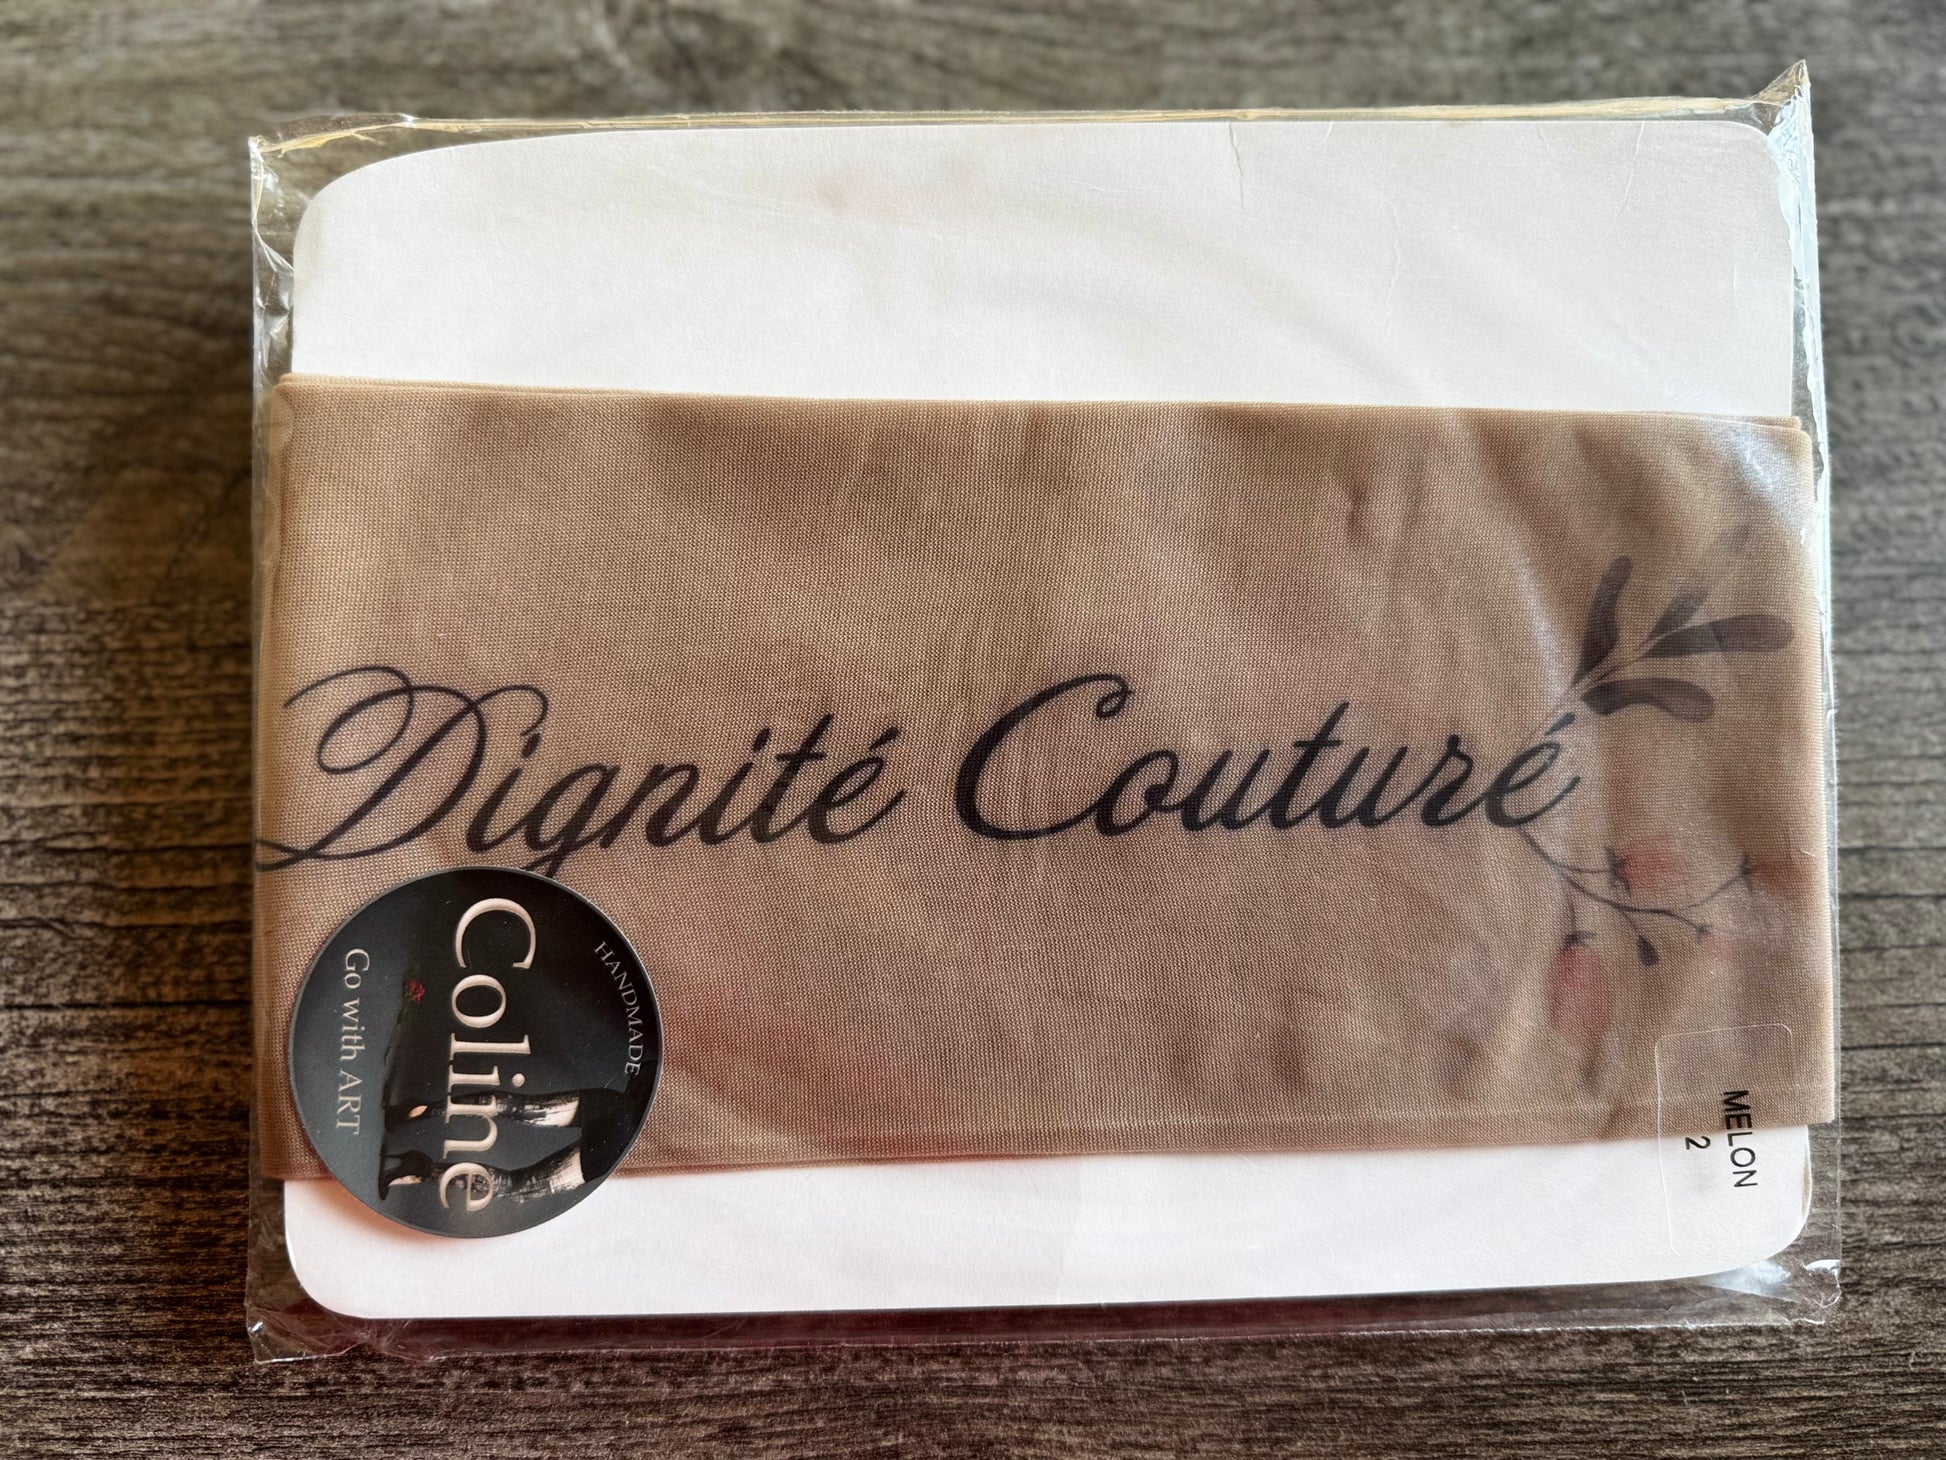 Dignité Couturé
HANDMADE
Coline
Go with ART
MELON
2